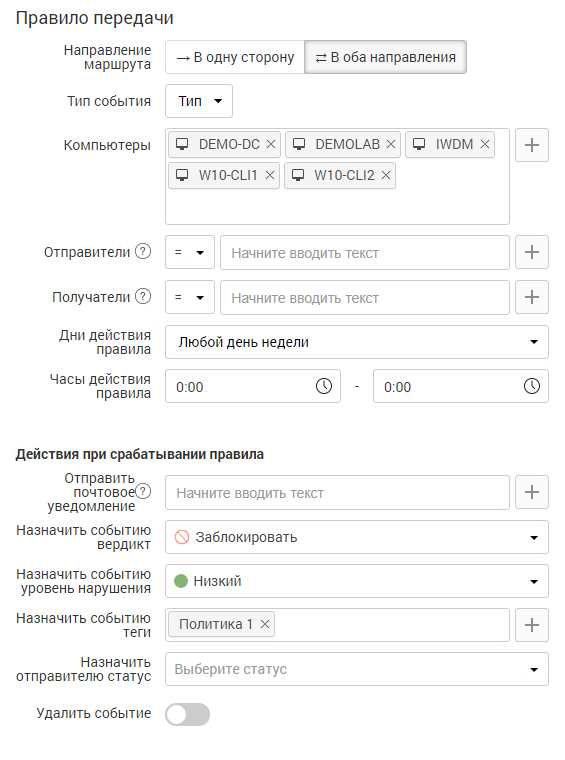 Правило передачи
Направление
маршрута
→ В одну сторону
⇄ В оба направления
Тип события
Тип
Компьютеры
DEMO-DC ×
DEMOLAB ×
IWDM ×
W10-CLI1 ×
W10-CLI2 ×
+
Отправители ?
=
Начните вводить текст
+
Получатели ?
=
Начните вводить текст
+
Дни действия
правила
Любой день недели
Часы действия
правила
0:00
-
0:00
Действия при срабатывании правила
Отправить
почтовое ?
уведомление
Начните вводить текст
+
Назначить событию
вердикт
Заблокировать
Назначить событию
уровень нарушения
Низкий
Назначить событию
теги
Политика 1 ×
+
Назначить
отправителю статус
Выберите статус
Удалить событие